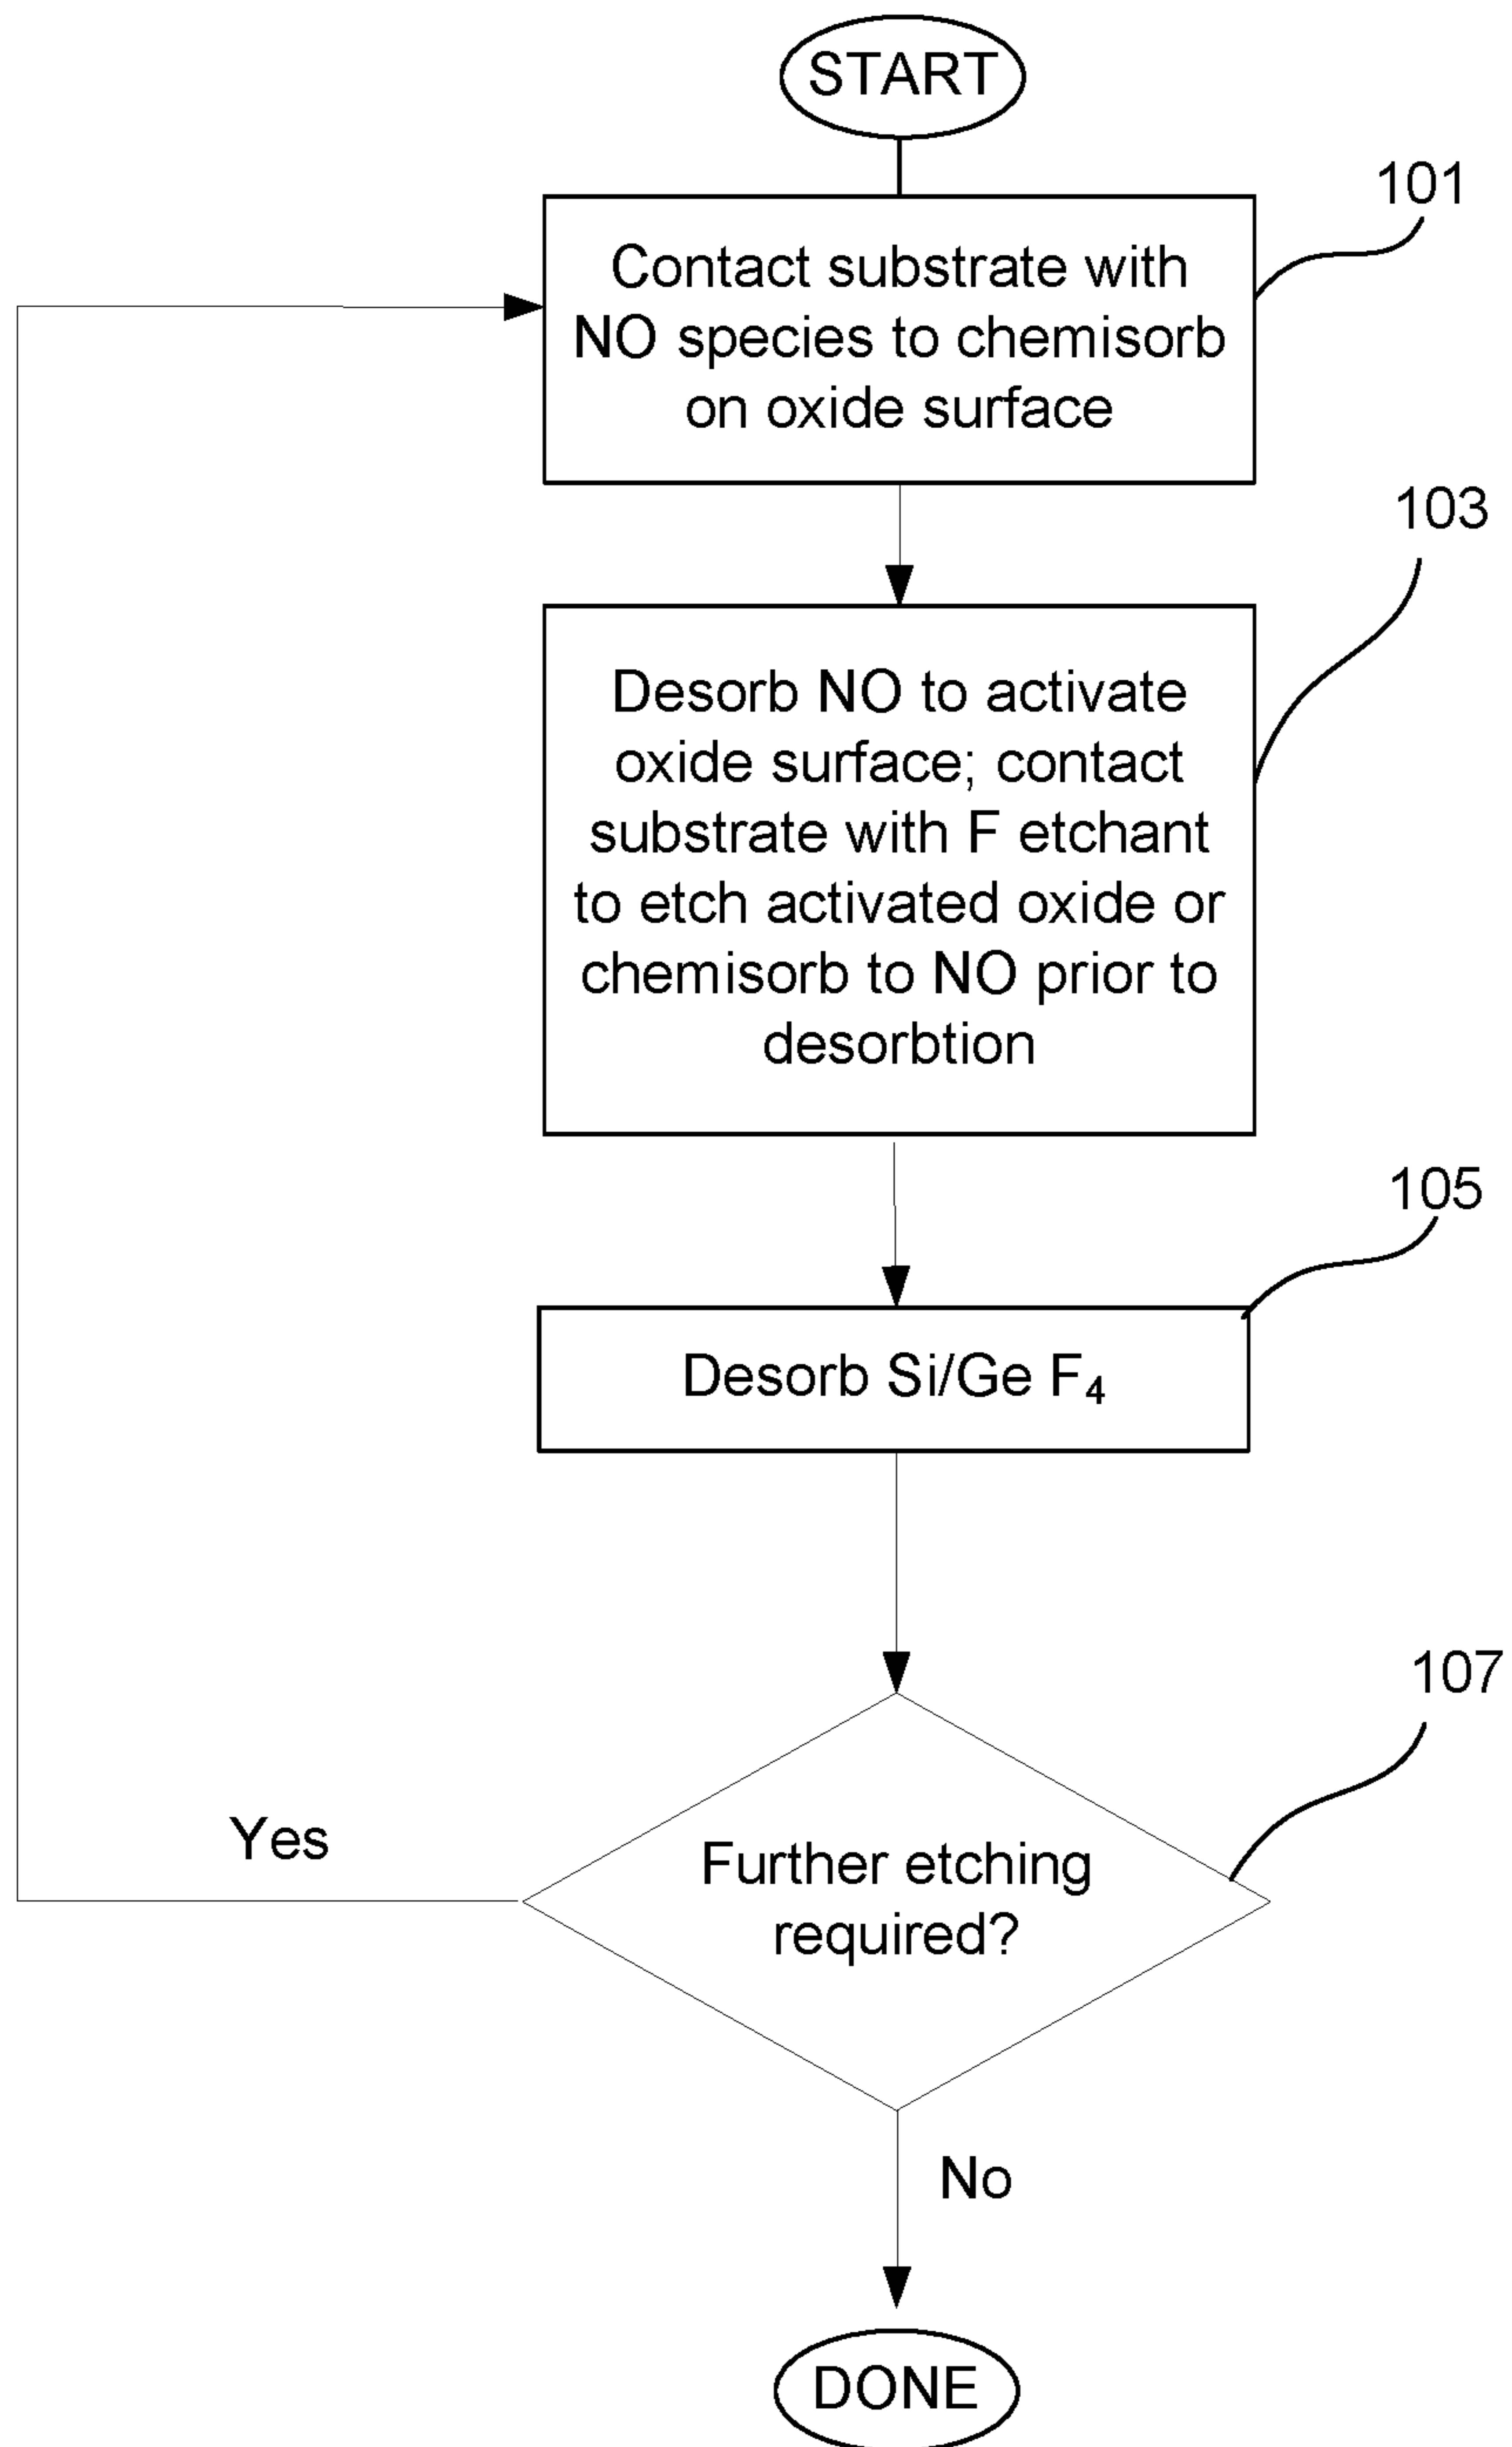 START
101
Contact substrate with
NO species to chemisorb
on oxide surface
103
Desorb NO to activate
oxide surface; contact
substrate with F etchant
to etch activated oxide or
chemisorb to NO prior to
desorbtion
105
Desorb Si/Ge F₄
107
Further etching
required?
Yes
No
DONE